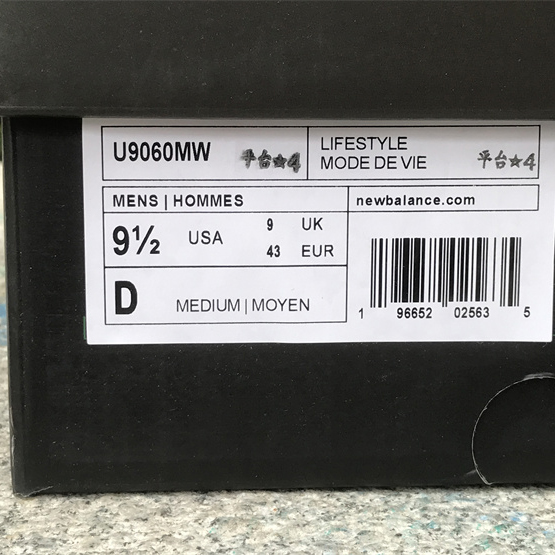 U9060MW 平台★4
LIFESTYLE
MODE DE VIE 平台★4
MENS | HOMMES
newbalance.com
9½ USA 9 UK
43 EUR
D MEDIUM | MOYEN
1 96652 02563 5